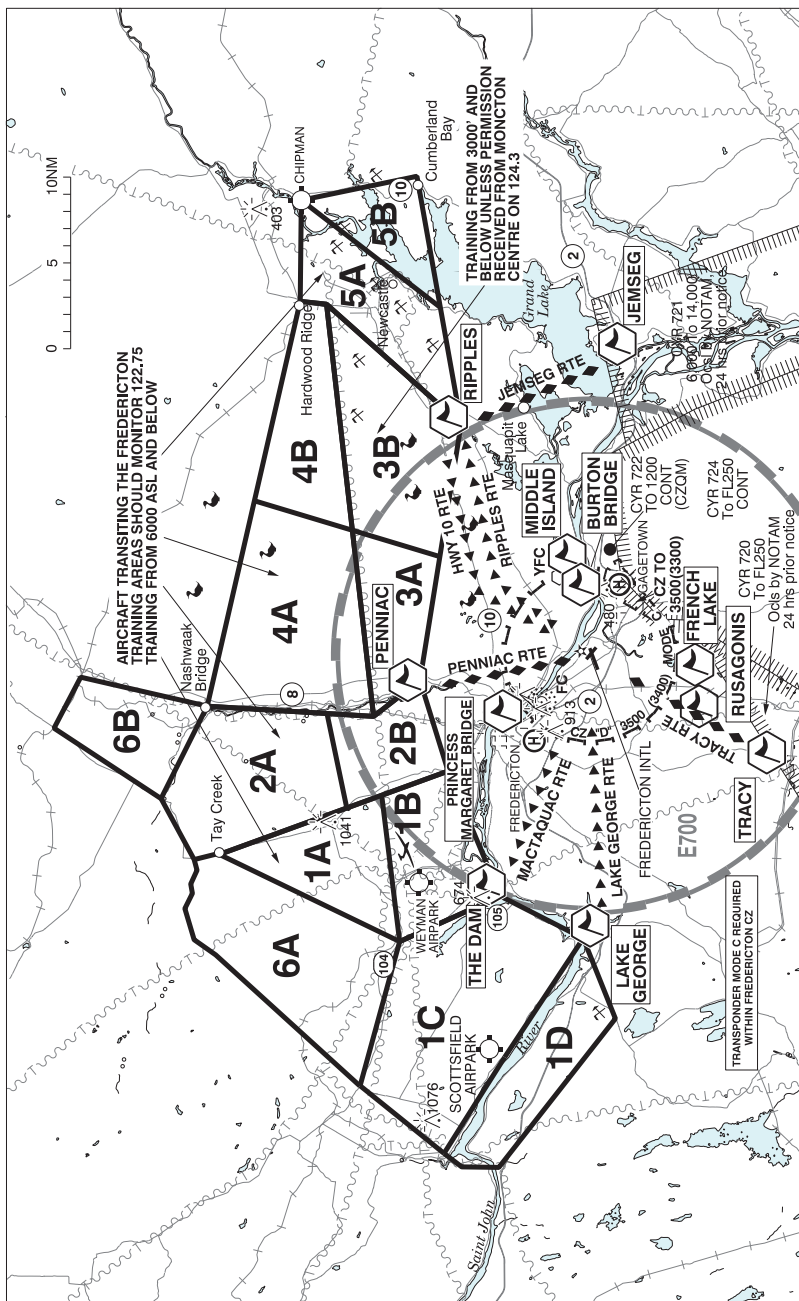 AIRCRAFT TRANSITING THE FREDERICTON
TRAINING AREAS SHOULD MONITOR 122.75
TRAINING FROM 6000 ASL AND BELOW
0
5
10NM
6B
Nashwaak
Bridge
Tay Creek
2A
8
4A
4B
Hardwood Ridge
403
CHIPMAN
5A
5B
10
Cumberland
Bay
Newcastle
TRAINING FROM 3000' AND
BELOW UNLESS PERMISSION
RECEIVED FROM MONCTON
CENTRE ON 124.3
6A
1A
1041
104
1B
2B
3A
3B
PENNIAC
RIPPLES
1076
1C
SCOTTSFIELD
AIRPARK
WEYMAN
AIRPARK
674
THE DAM
105
PRINCESS
MARGARET BRIDGE
PENNIAC RTE
HWY 10 RTE
RIPPLES RTE
10
YFC
JEMSEG RTE
Maquapit
Lake
Grand
Lake
2
JEMSEG
MIDDLE
ISLAND
BURTON
BRIDGE
Saint John
River
1D
LAKE
GEORGE
FREDERICTON
H
FC
913
2
CZ "D"
MACTAQUAC RTE
LAKE GEORGE RTE
FREDERICTON INTL
3500 (3400)
MODE
TRACY RTE
480
H
GAGETOWN
CYR 722
TO 1200
CONT
(CZQM)
CYR 724
To FL250
CONT
CYR 721
Ocsl by NOTAM
24 hrs prior notice
CZ TO
3500(3300)
FRENCH
LAKE
RUSAGONIS
CYR 720
To FL250
Ocls by NOTAM
24 hrs prior notice
TRACY
E700
TRANSPONDER MODE C REQUIRED
WITHIN FREDERICTON CZ